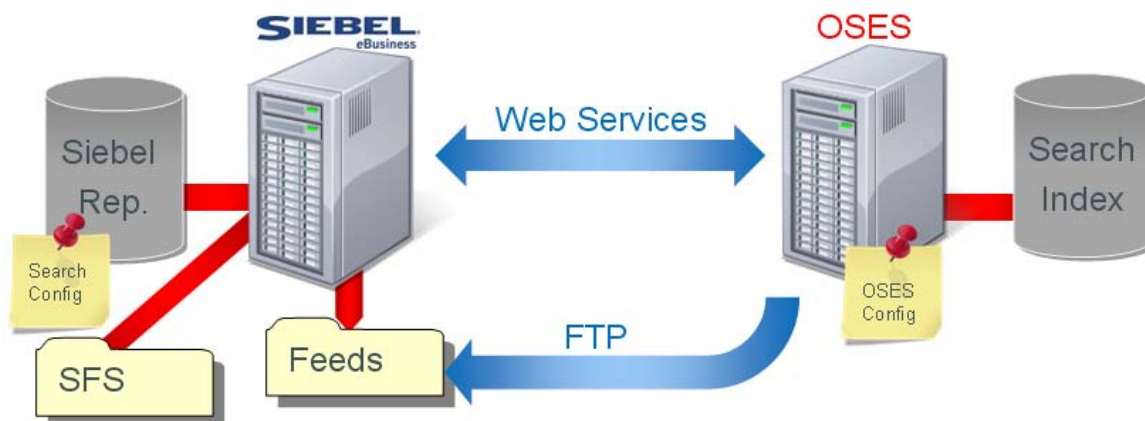 SIEBEL.
eBusiness
OSES
Siebel
Rep.
Web Services
Search
Index
Search
Config
OSES
Config
FTP
SFS
Feeds